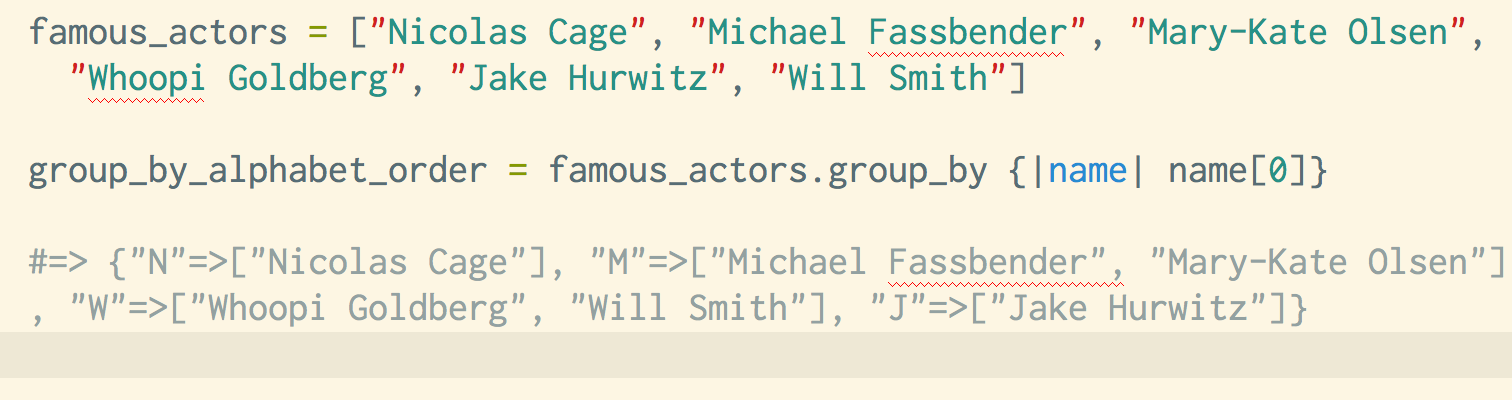 famous_actors = ["Nicolas Cage", "Michael Fassbender", "Mary-Kate Olsen",
"Whoopi Goldberg", "Jake Hurwitz", "Will Smith"]
group_by_alphabet_order = famous_actors.group_by {|name| name[0]}
#=> {"N"=>["Nicolas Cage"], "M"=>["Michael Fassbender", "Mary-Kate Olsen"]
, "W"=>["Whoopi Goldberg", "Will Smith"], "J"=>["Jake Hurwitz"]}